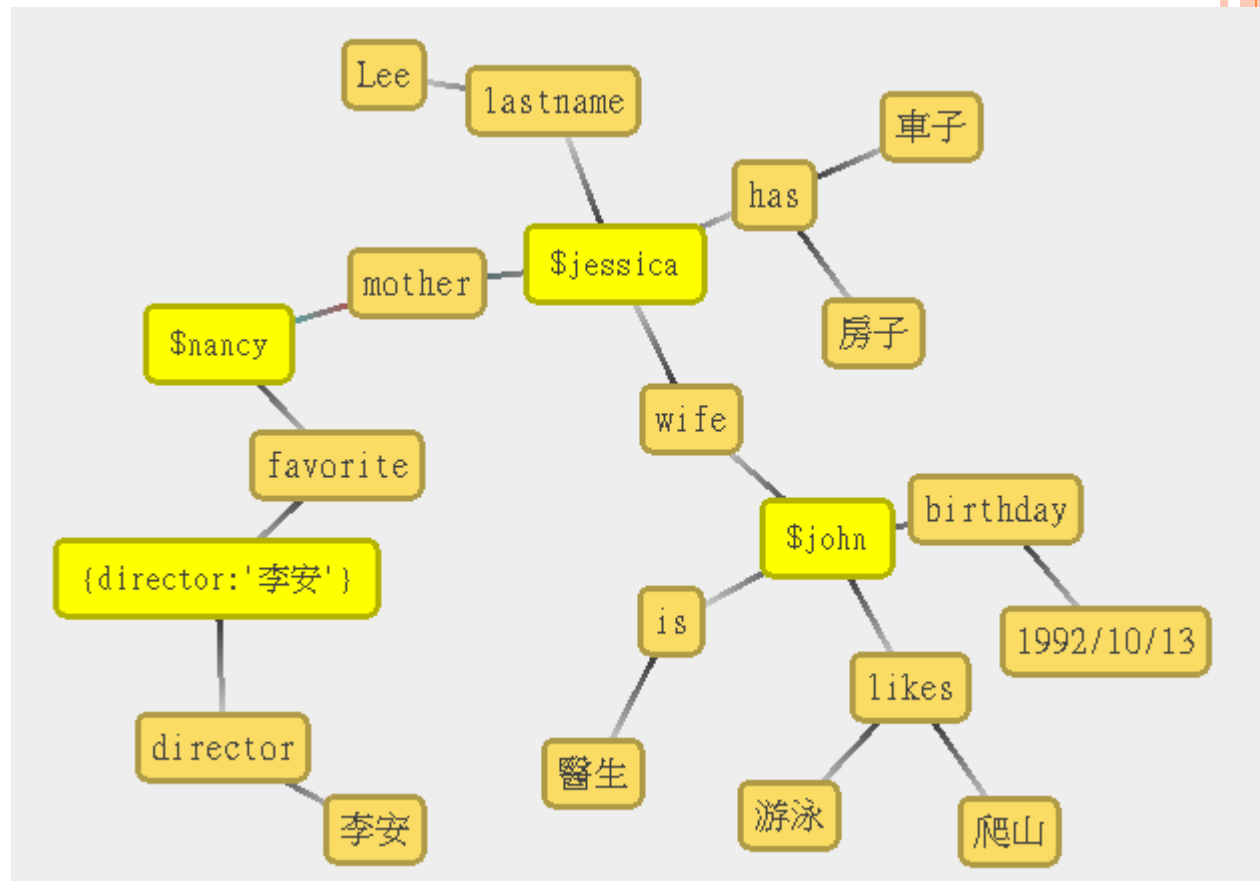 Lee
lastname
車子
has
$jessica
mother
房子
$nancy
wife
favorite
birthday
$john
{director:'李安'}
is
1992/10/13
likes
director
醫生
游泳
爬山
李安